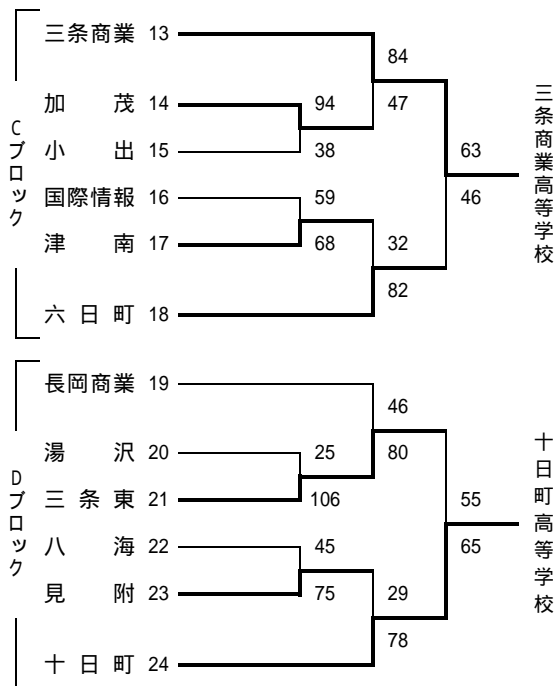 Cブロック
三条商業 13
加茂 14
小出 15
国際情報 16
津南 17
六日町 18
94
38
59
68
84
47
32
82
63
46
三条商業高等学校
Dブロック
長岡商業 19
湯沢 20
三条東 21
八海 22
見附 23
十日町 24
25
106
45
75
46
80
29
78
55
65
十日町高等学校